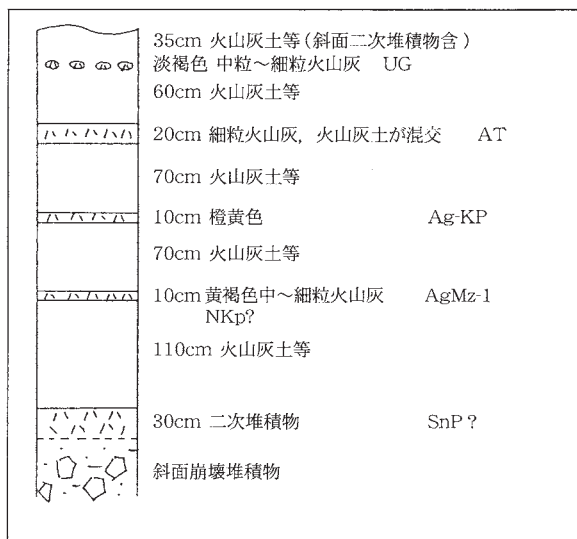 35cm 火山灰土等(斜面二次堆積物含)
淡褐色 中粒～細粒火山灰 UG
60cm 火山灰土等
20cm 細粒火山灰，火山灰土が混交 AT
70cm 火山灰土等
10cm 橙黄色 Ag-KP
70cm 火山灰土等
10cm 黄褐色中～細粒火山灰 AgMz-1
NKp?
110cm 火山灰土等
30cm 二次堆積物 SnP？
斜面崩壊堆積物